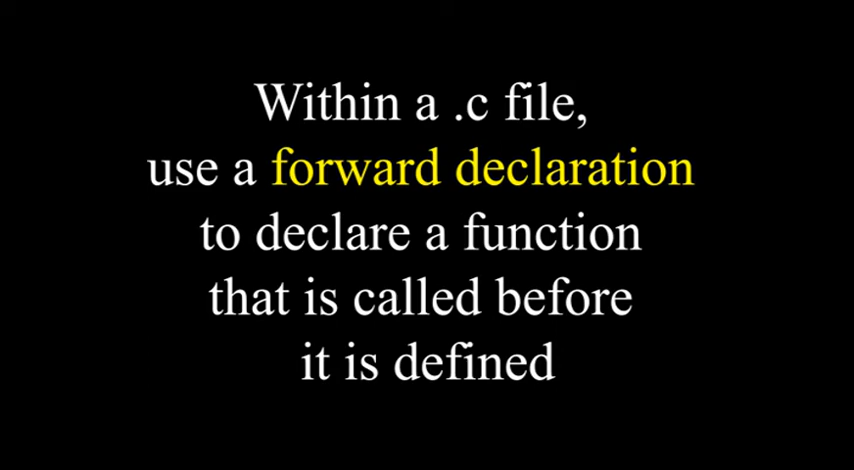 Within a .c file,
use a forward declaration
to declare a function
that is called before
it is defined